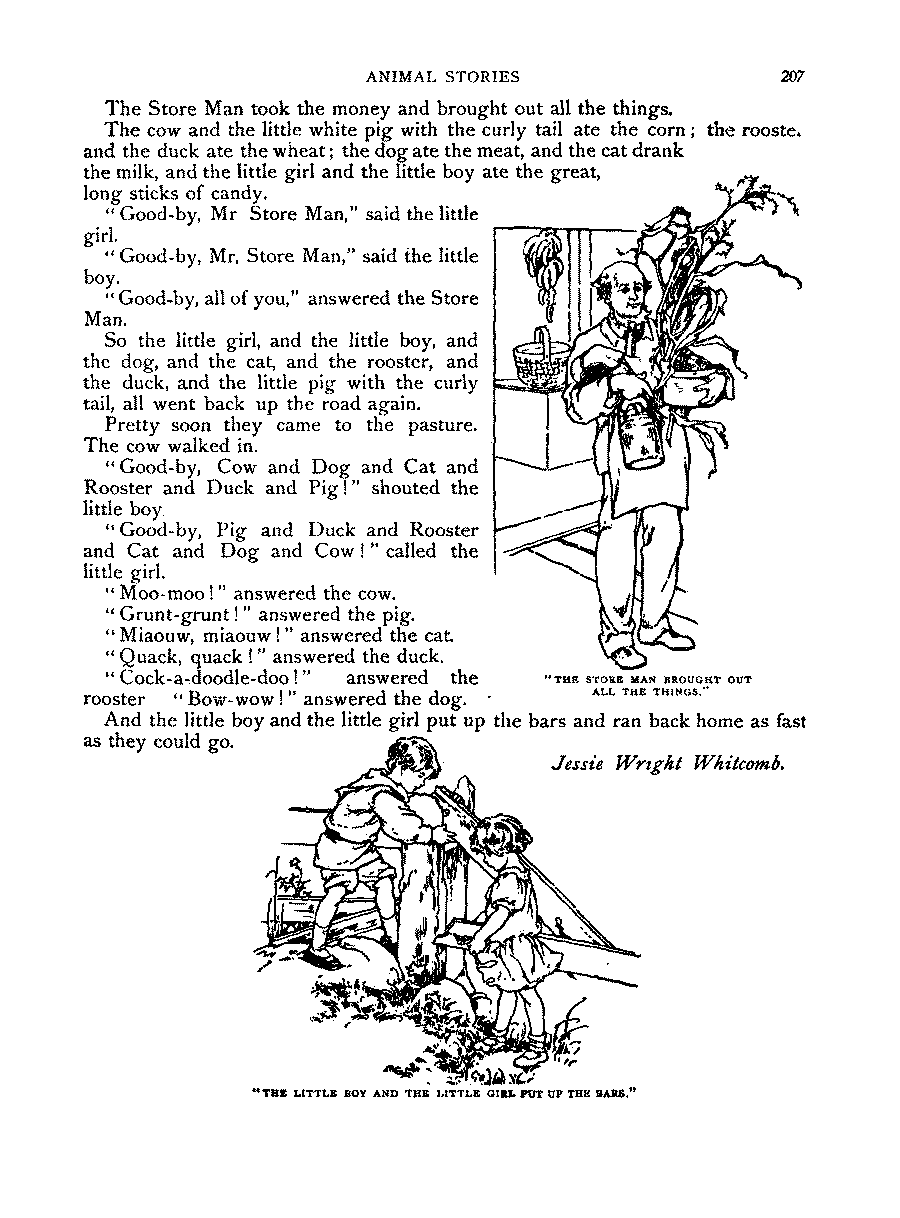 ANIMAL STORIES 207
The Store Man took the money and brought out all the things.
The cow and the little white pig with the curly tail ate the corn; the rooste.
and the duck ate the wheat; the dog ate the meat, and the cat drank
the milk, and the little girl and the little boy ate the great,
long sticks of candy.
"Good-by, Mr Store Man," said the little
girl.
"Good-by, Mr. Store Man," said the little
boy.
"Good-by, all of you," answered the Store
Man.
So the little girl, and the little boy, and
the dog, and the cat, and the rooster, and
the duck, and the little pig with the curly
tail, all went back up the road again.
Pretty soon they came to the pasture.
The cow walked in.
"Good-by, Cow and Dog and Cat and
Rooster and Duck and Pig!" shouted the
little boy.
"Good-by, Pig and Duck and Rooster
and Cat and Dog and Cow!" called the
little girl.
"Moo-moo!" answered the cow.
"Grunt-grunt!" answered the pig.
"Miaouw, miaouw!" answered the cat.
"Quack, quack!" answered the duck.
"Cock-a-doodle-doo!" answered the
rooster "Bow-wow!" answered the dog.
"THE STORE MAN BROUGHT OUT
ALL THE THINGS."
And the little boy and the little girl put up the bars and ran back home as fast
as they could go.
Jessie Wright Whitcomb.
"THE LITTLE BOY AND THE LITTLE GIRL PUT UP THE BARS."